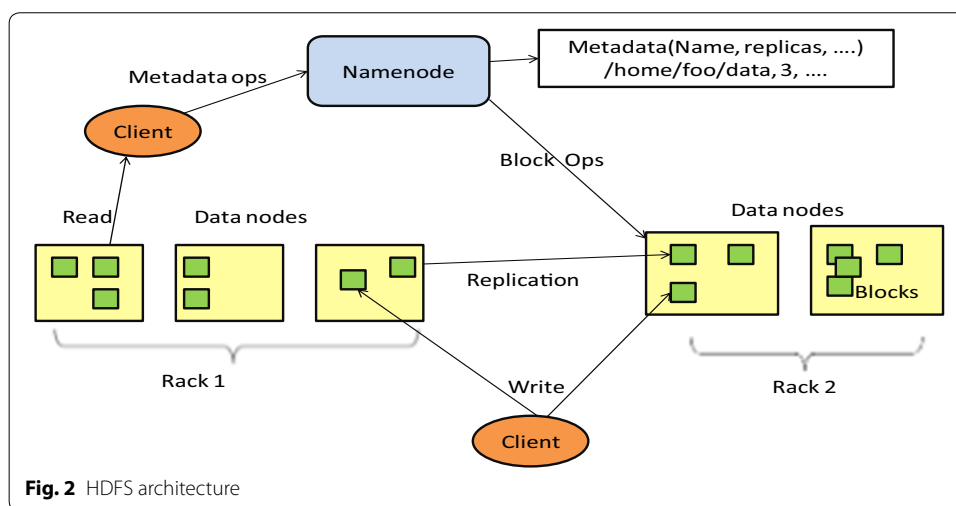 Metadata(Name, replicas, ....)
/home/foo/data, 3, ....
Namenode
Metadata ops
Client
Block Ops
Read
Data nodes
Data nodes
Replication
Blocks
Rack 1
Write
Rack 2
Client
Fig. 2 HDFS architecture